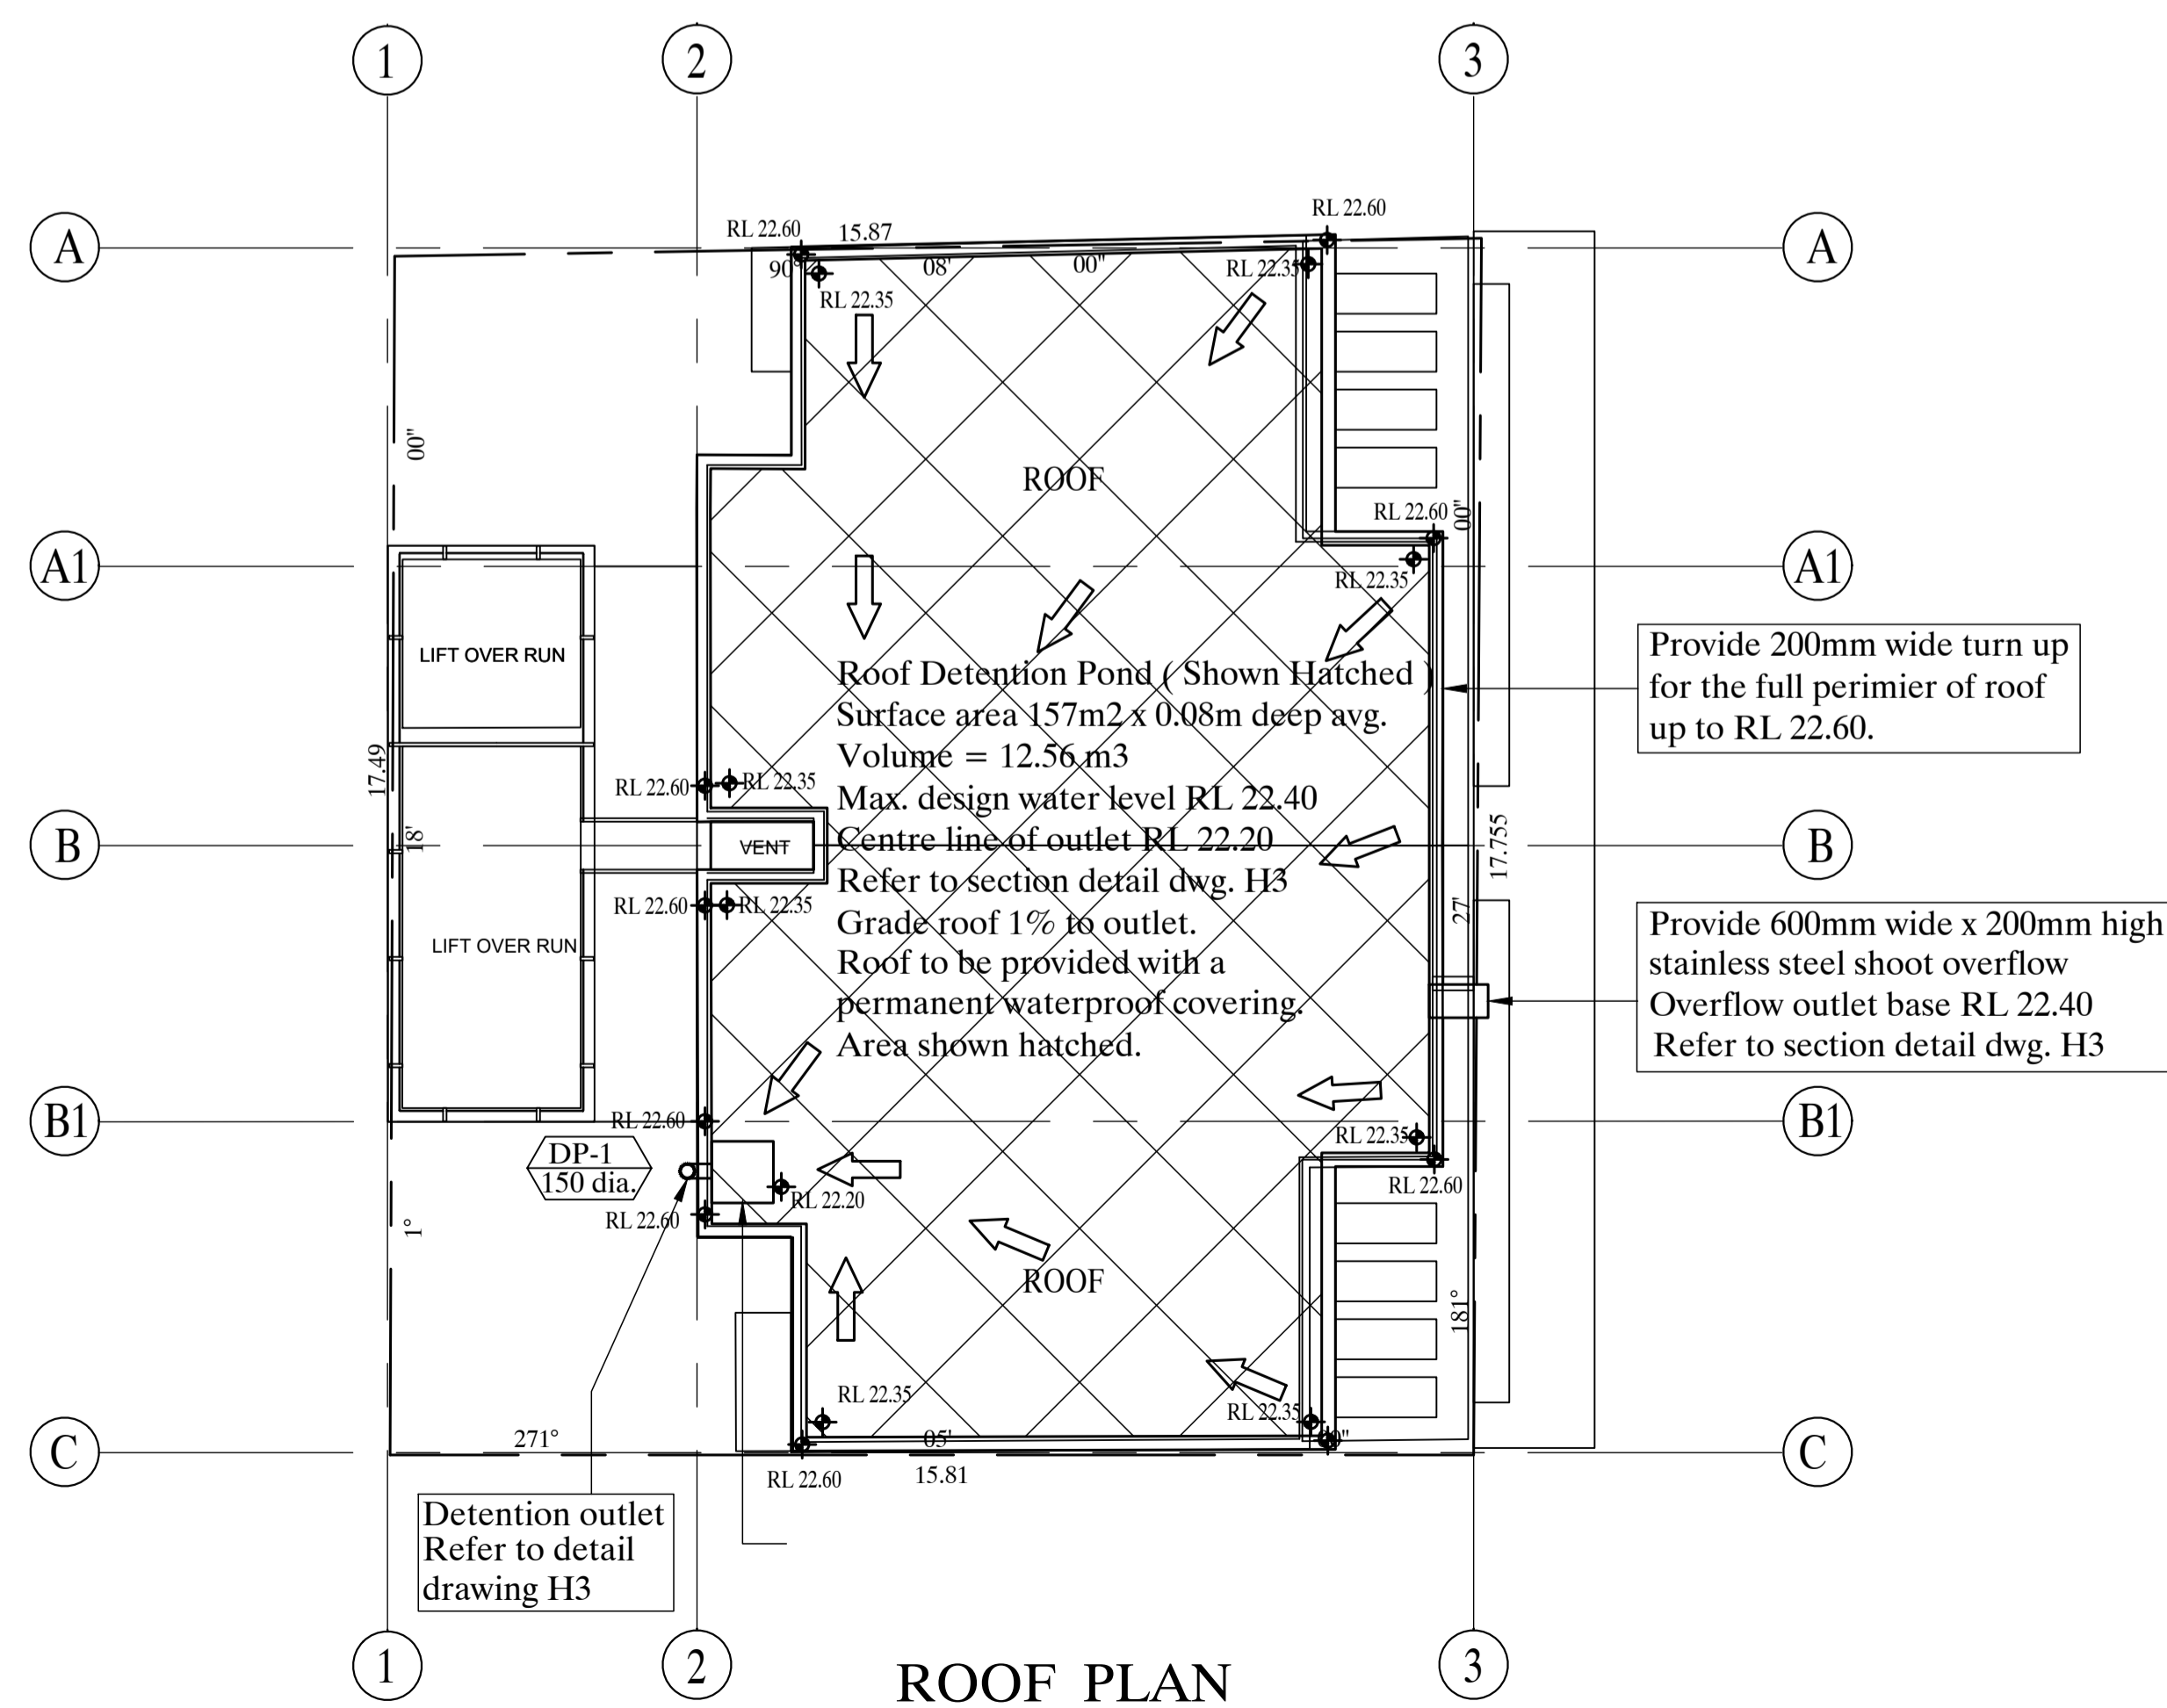 1
2
3
RL 22.60
RL 22.60
15.87
A
A
90°
08'
00"
RL 22.35
RL 22.35
00"
ROOF
RL 22.60
00"
A1
A1
RL 22.35
LIFT OVER RUN
Provide 200mm wide turn up
for the full perimier of roof
up to RL 22.60.
Roof Detention Pond ( Shown Hatched )
Surface area 157m2 x 0.08m deep avg.
Volume = 12.56 m3
Max. design water level RL 22.40
Centre line of outlet RL 22.20
Refer to section detail dwg. H3
Grade roof 1% to outlet.
Roof to be provided with a
permanent waterproof covering.
Area shown hatched.
17.49
RL 22.60
RL 22.35
18'
B
VENT
17.755
B
RL 22.60
RL 22.35
27'
LIFT OVER RUN
Provide 600mm wide x 200mm high
stainless steel shoot overflow
Overflow outlet base RL 22.40
Refer to section detail dwg. H3
B1
RL 22.60
B1
RL 22.35
DP-1
150 dia.
RL 22.20
RL 22.60
RL 22.60
1°
ROOF
181°
RL 22.35
RL 22.35
C
271°
05'
C
RL 22.60
15.81
Detention outlet
Refer to detail
drawing H3
1
2
3
ROOF PLAN